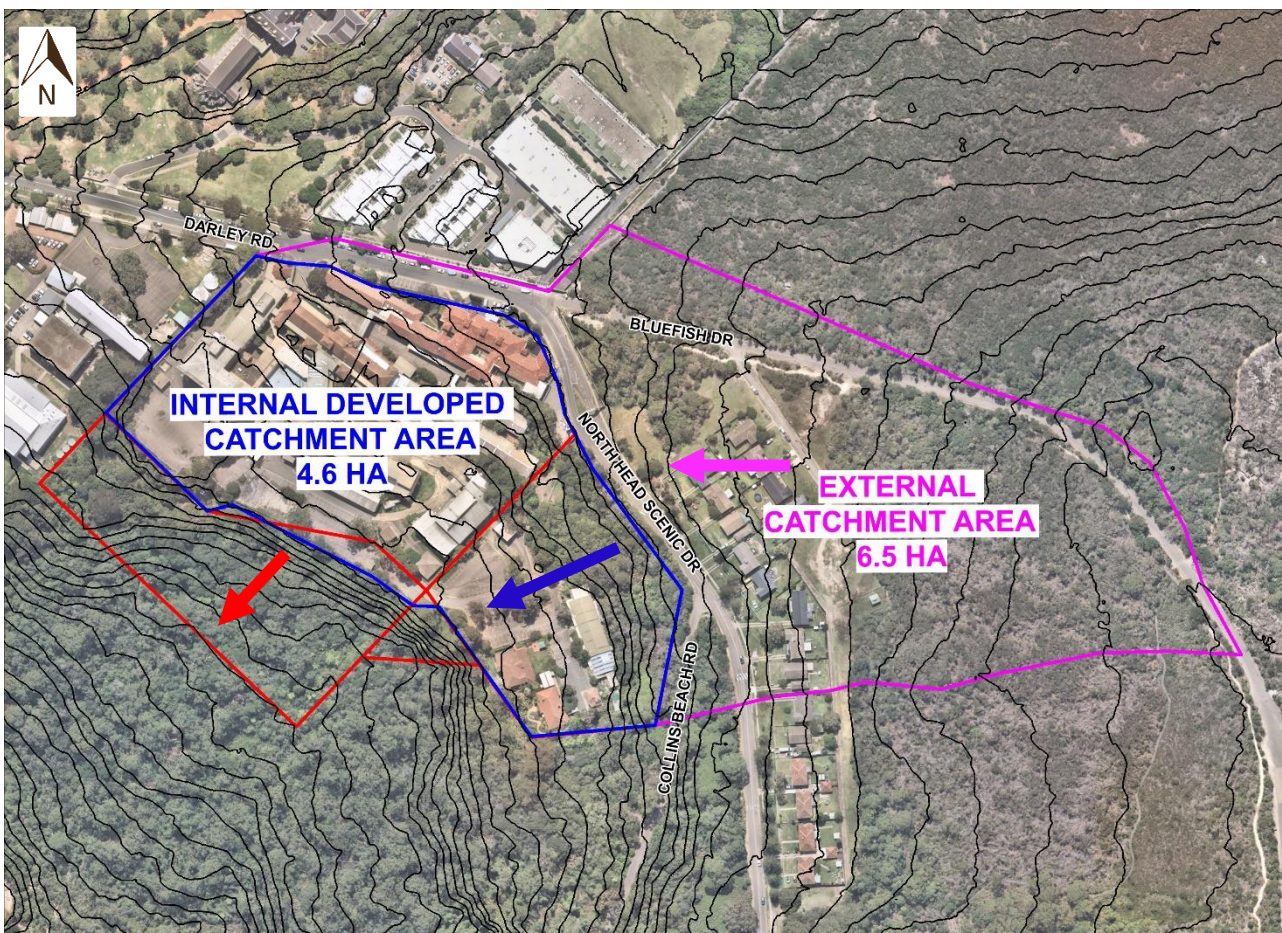 N
DARLEY RD
BLUEFISH DR
INTERNAL DEVELOPED
CATCHMENT AREA
4.6 HA
NORTH HEAD SCENIC DR
EXTERNAL
CATCHMENT AREA
6.5 HA
COLLINS BEACH RD